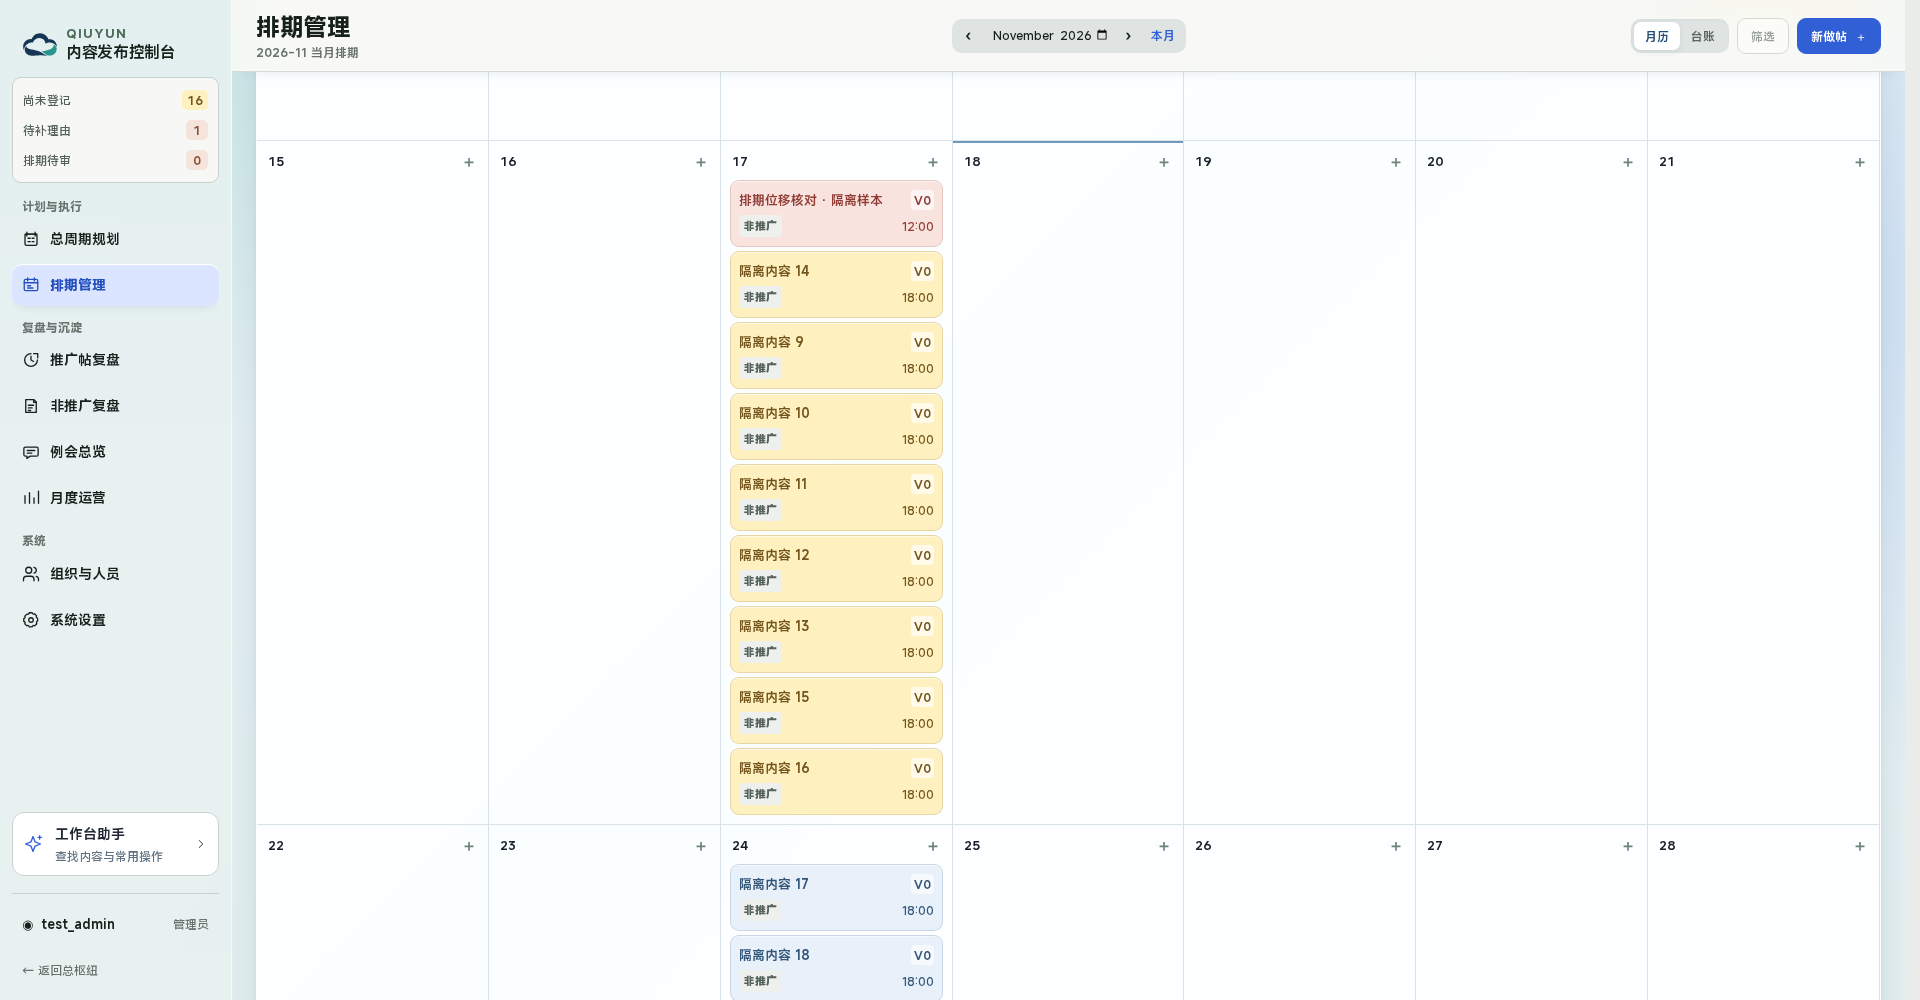 QIUYUN
内容发布控制台
尚未登记 16
待补理由 1
排期待审 0
计划与执行
总周期规划
排期管理
复盘与沉淀
推广帖复盘
非推广复盘
例会总览
月度运营
系统
组织与人员
系统设置
工作台助手
查找内容与常用操作
test_admin 管理员
← 返回总枢纽
排期管理
2026-11 当月排期
‹ November 2026 › 本月
月历 台账 筛选 新做帖 +
15 + 16 + 17 + 18 + 19 + 20 + 21 +
排期位移核对 · 隔离样本 V0
非推广 12:00
隔离内容 14 V0
非推广 18:00
隔离内容 9 V0
非推广 18:00
隔离内容 10 V0
非推广 18:00
隔离内容 11 V0
非推广 18:00
隔离内容 12 V0
非推广 18:00
隔离内容 13 V0
非推广 18:00
隔离内容 15 V0
非推广 18:00
隔离内容 16 V0
非推广 18:00
22 + 23 + 24 + 25 + 26 + 27 + 28 +
隔离内容 17 V0
非推广 18:00
隔离内容 18 V0
非推广 18:00